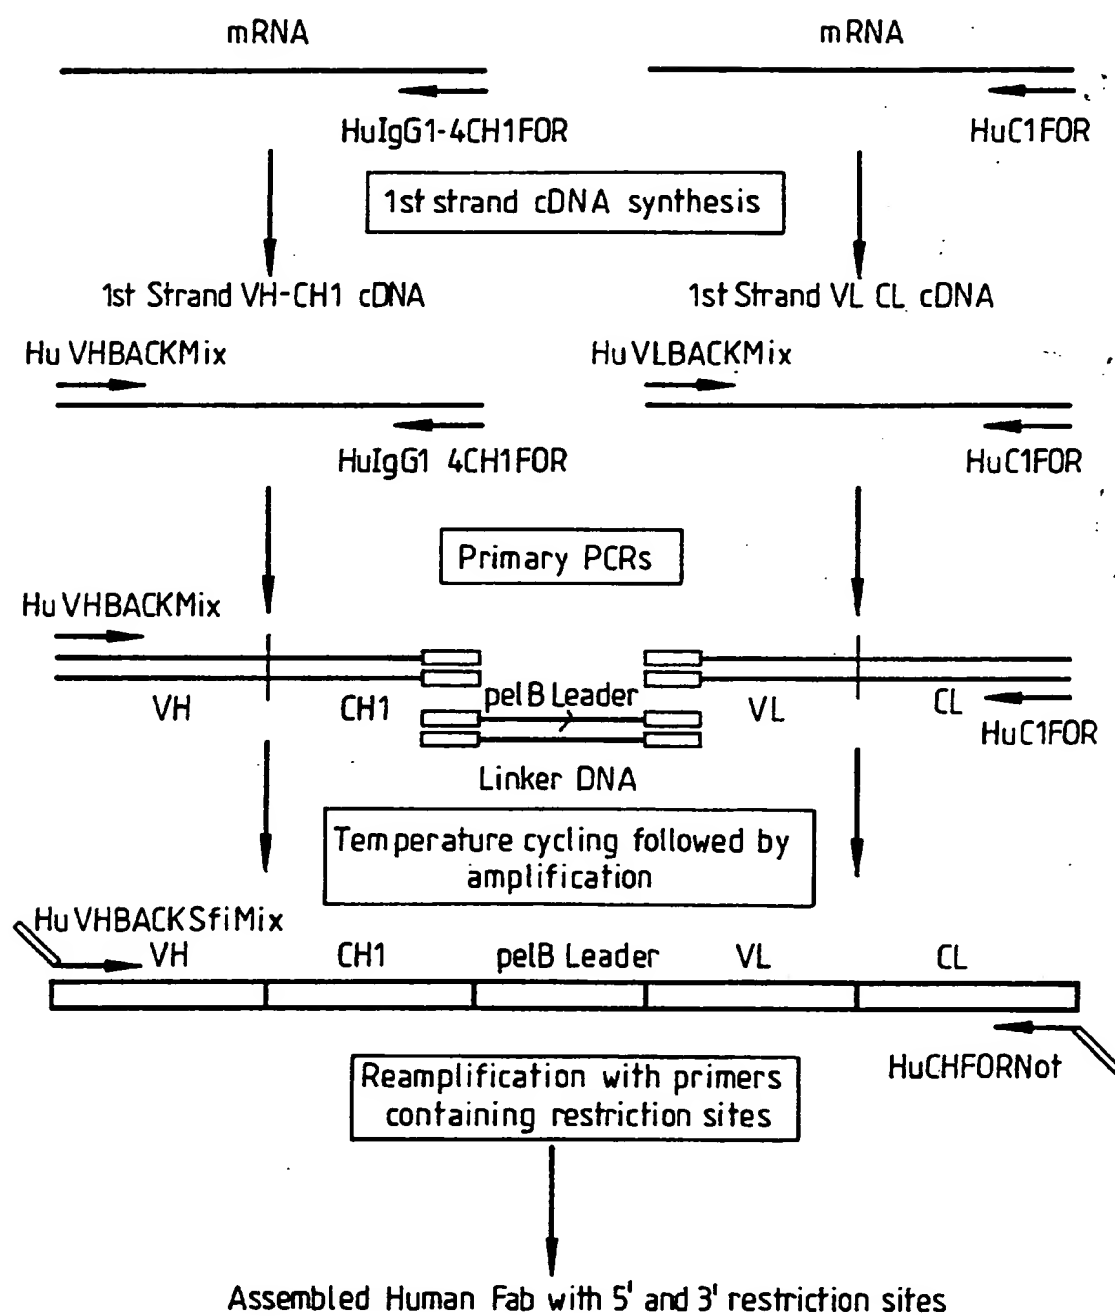 mRNA
mRNA
HuIgG1-4CH1FOR
HuC1FOR
1st strand cDNA synthesis
1st Strand VH-CH1 cDNA
1st Strand VL CL cDNA
Hu VHBACKMix
Hu VLBACKMix
HuIgG1 4CH1FOR
HuC1FOR
Primary PCRs
Hu VHBACKMix
VH
CH1
pelB Leader
VL
CL
HuC1FOR
Linker DNA
Temperature cycling followed by
amplification
HuVHBACKSfiMix
VH
CH1
pelB Leader
VL
CL
HuCHFORNot
Reamplification with primers
containing restriction sites
Assembled Human Fab with 5' and 3' restriction sites